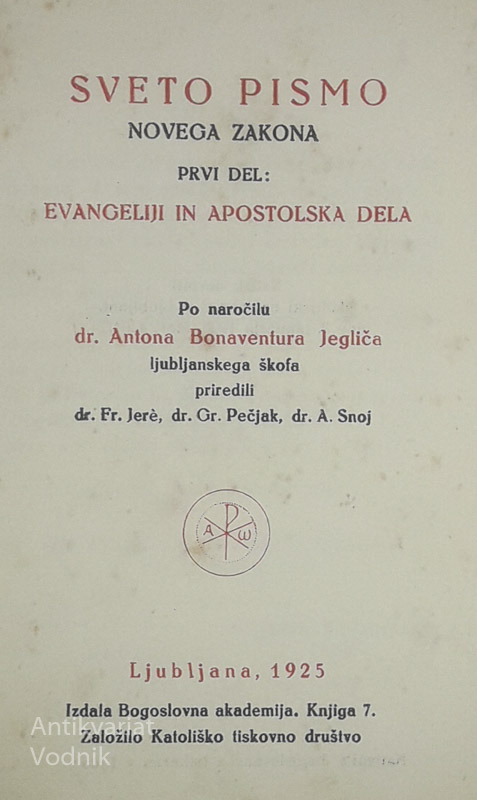 SVETO PISMO
NOVEGA ZAKONA
PRVI DEL:
EVANGELIJI IN APOSTOLSKA DELA
Po naročilu
dr. Antona Bonaventura Jegliča
ljubljanskega škofa
priredili
dr. Fr. Jerè, dr. Gr. Pečjak, dr. A. Snoj
Α Ρ ω
Ljubljana, 1925
Izdala Bogoslovna akademija. Knjiga 7.
Založilo Katoliško tiskovno društvo
Antikvariat
Vodnik